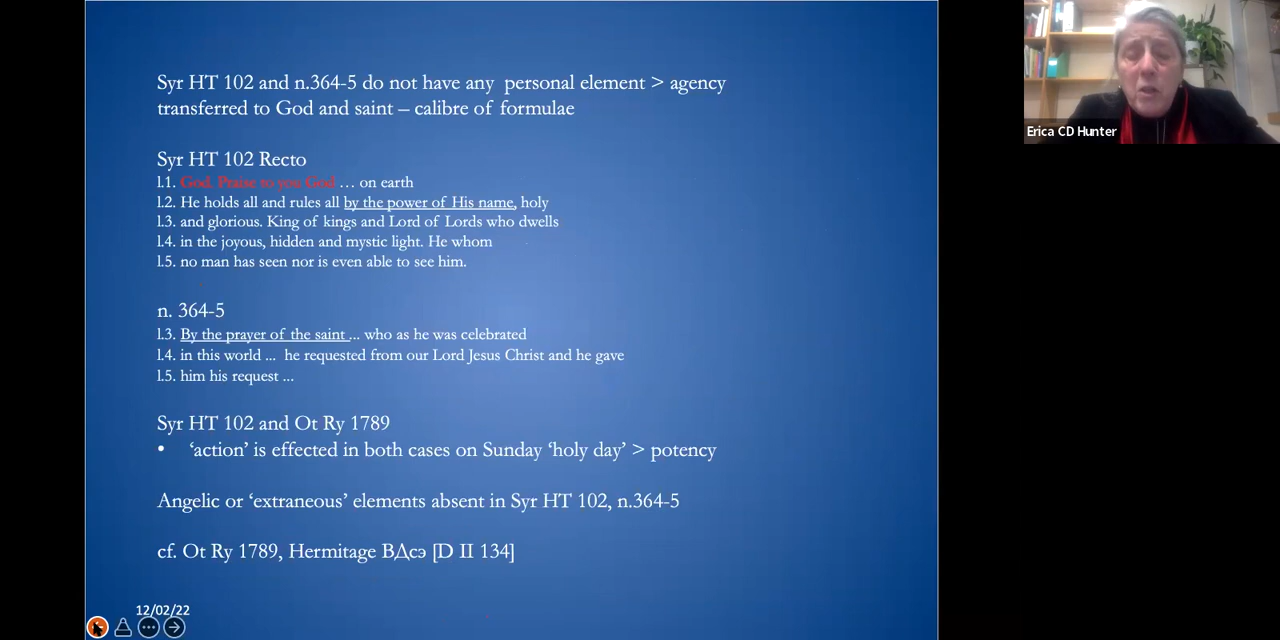 Syr HT 102 and n.364-5 do not have any personal element > agency
transferred to God and saint – calibre of formulae
Syr HT 102 Recto
l.1. God. Praise to you God … on earth
l.2. He holds all and rules all by the power of His name, holy
l.3. and glorious. King of kings and Lord of Lords who dwells
l.4. in the joyous, hidden and mystic light. He whom
l.5. no man has seen nor is even able to see him.
n. 364-5
l.3. By the prayer of the saint ... who as he was celebrated
l.4. in this world ... he requested from our Lord Jesus Christ and he gave
l.5. him his request ...
Syr HT 102 and Ot Ry 1789
• ‘action’ is effected in both cases on Sunday ‘holy day’ > potency
Angelic or ‘extraneous’ elements absent in Syr HT 102, n.364-5
cf. Ot Ry 1789, Hermitage ВДсэ [D II 134]
12/02/22
Erica CD Hunter